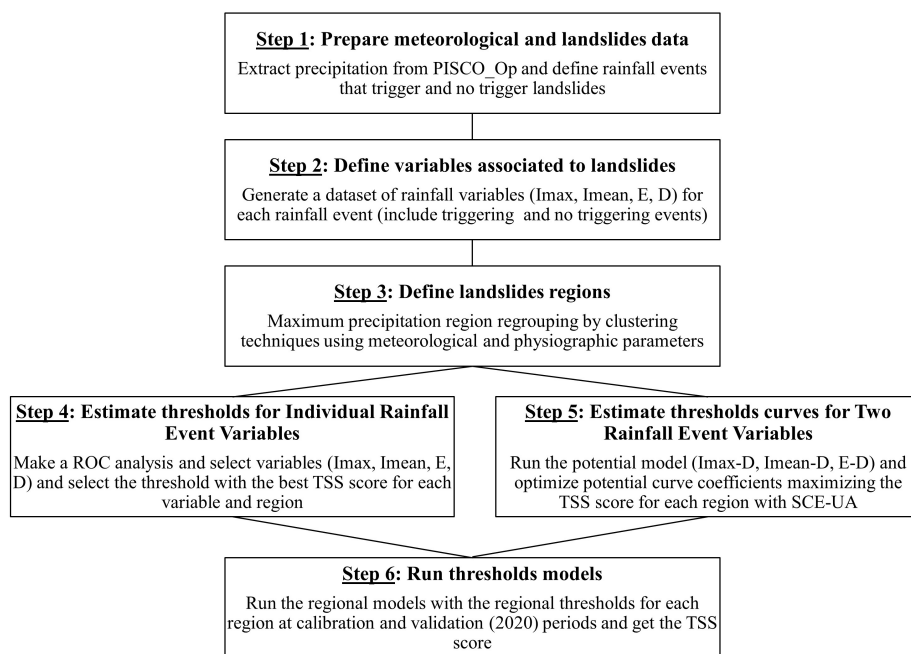 Step 1: Prepare meteorological and landslides data
Extract precipitation from PISCO_Op and define rainfall events
that trigger and no trigger landslides
Step 2: Define variables associated to landslides
Generate a dataset of rainfall variables (Imax, Imean, E, D) for
each rainfall event (include triggering and no triggering events)
Step 3: Define landslides regions
Maximum precipitation region regrouping by clustering
techniques using meteorological and physiographic parameters
Step 4: Estimate thresholds for Individual Rainfall
Event Variables
Make a ROC analysis and select variables (Imax, Imean, E,
D) and select the threshold with the best TSS score for each
variable and region
Step 5: Estimate thresholds curves for Two
Rainfall Event Variables
Run the potential model (Imax-D, Imean-D, E-D) and
optimize potential curve coefficients maximizing the
TSS score for each region with SCE-UA
Step 6: Run thresholds models
Run the regional models with the regional thresholds for each
region at calibration and validation (2020) periods and get the TSS
score